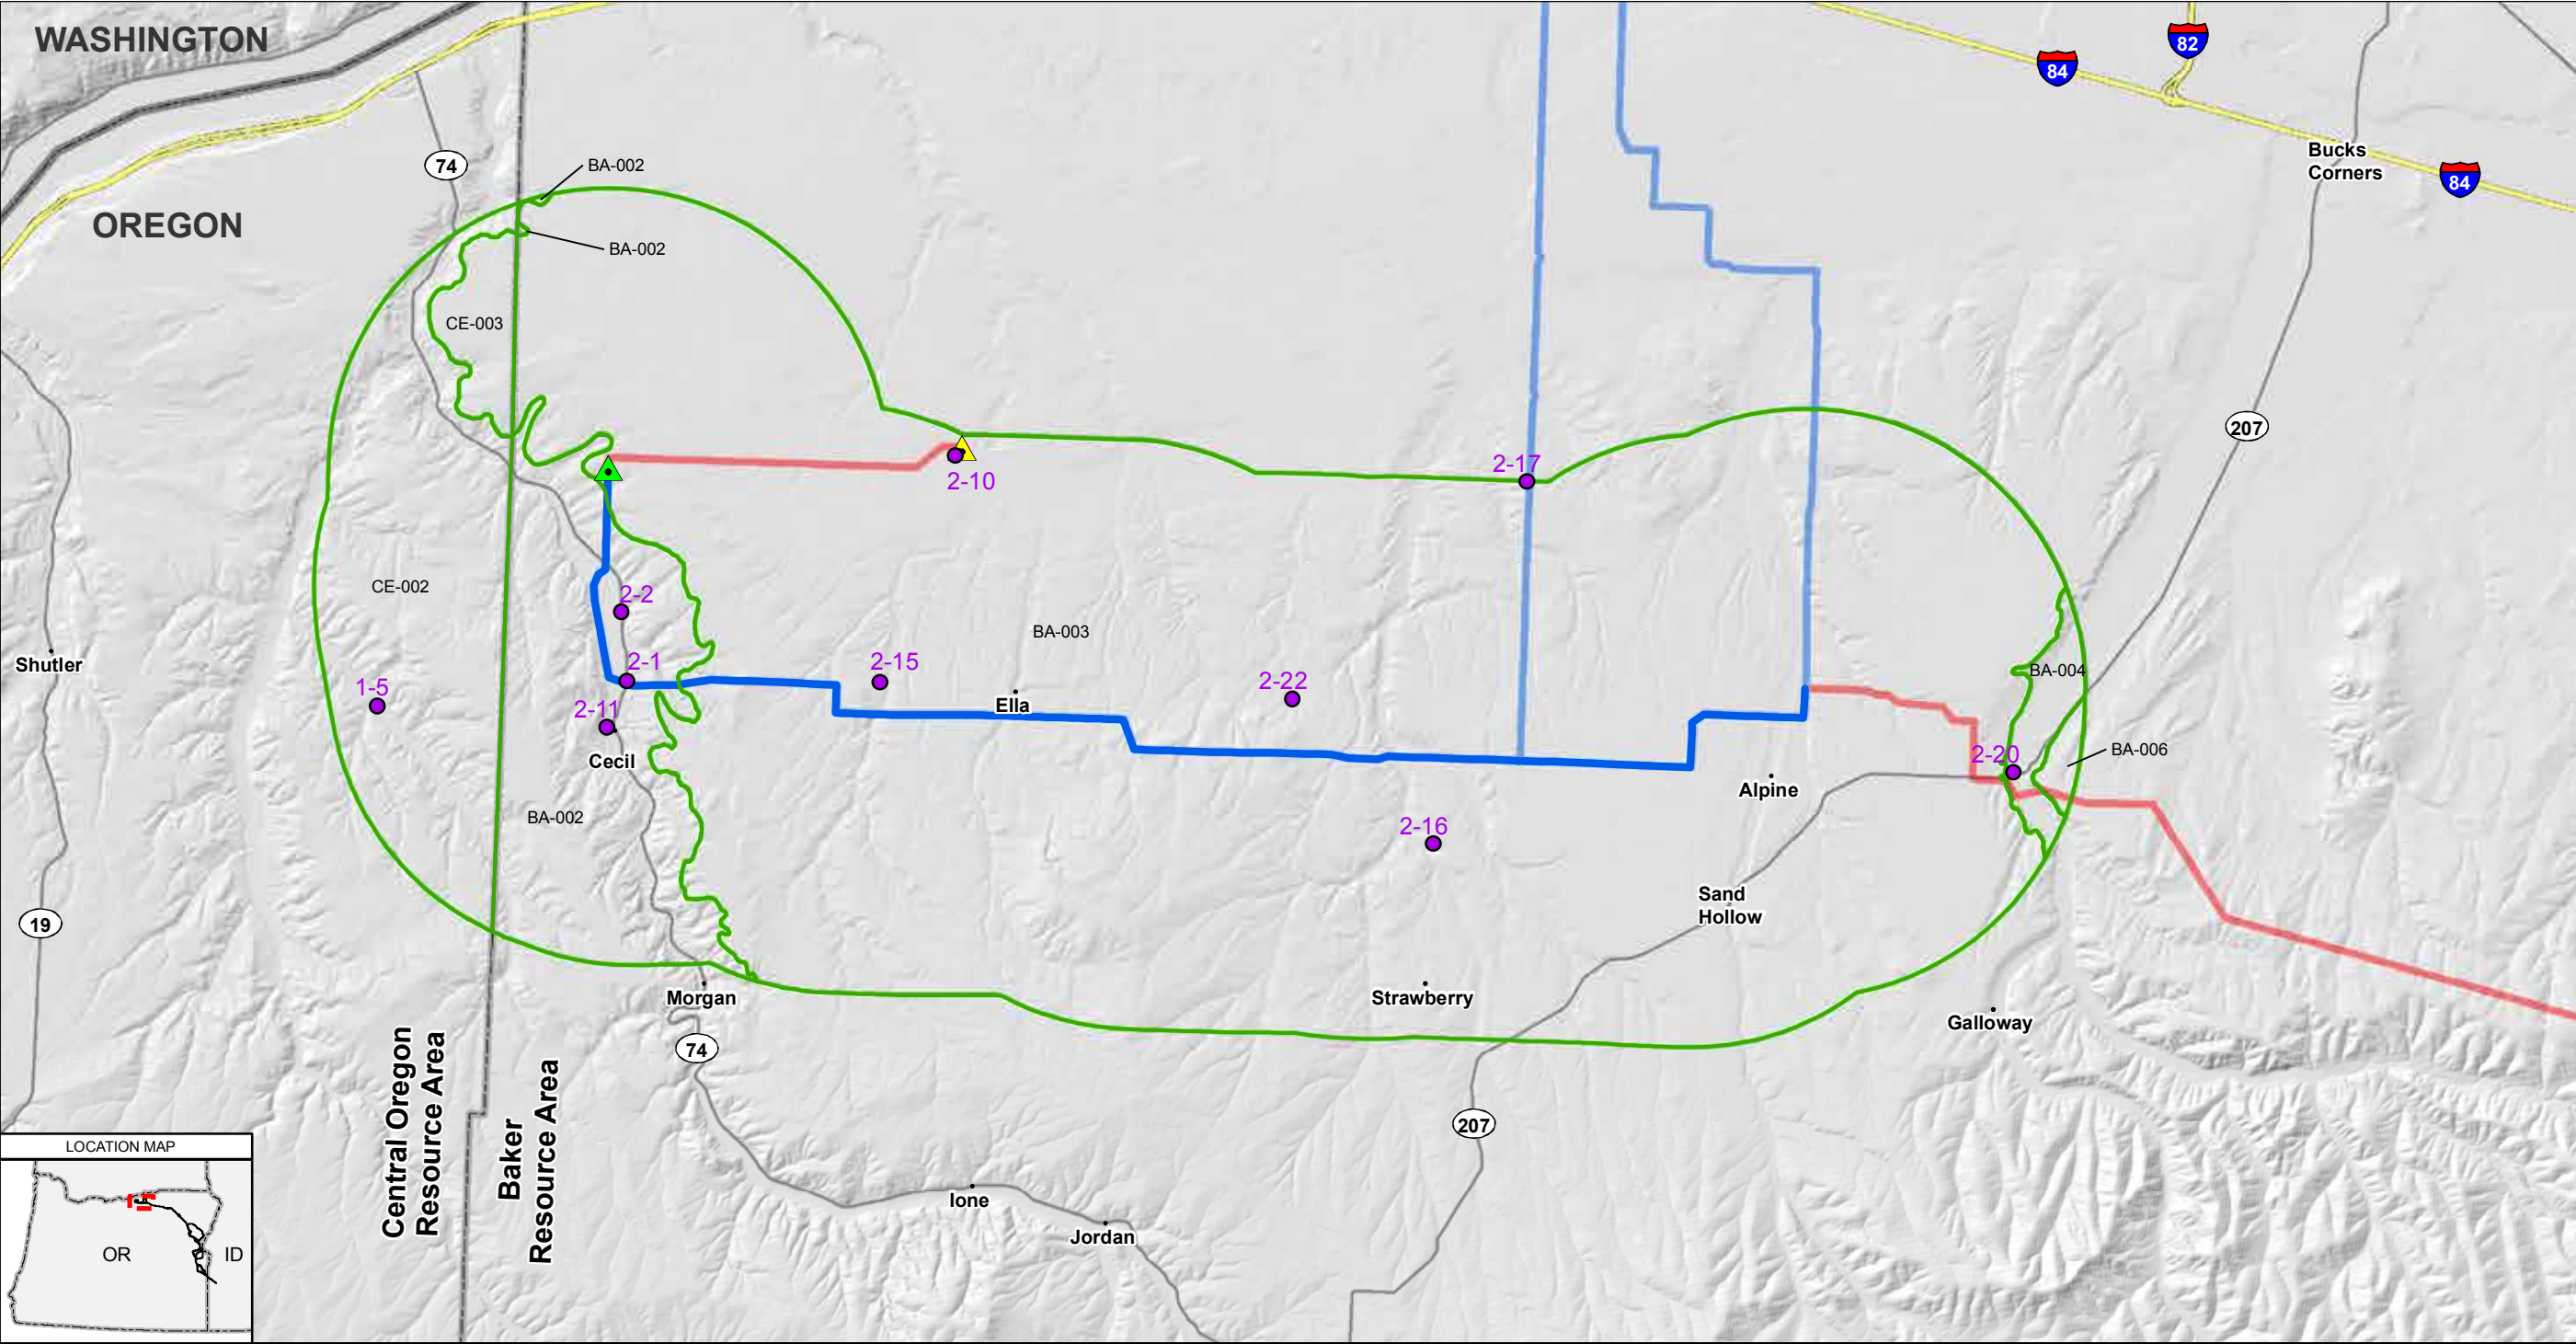 WASHINGTON
82
84
Bucks
Corners
84
74
BA-002
OREGON
BA-002
CE-003
207
2-17
2-10
CE-002
2-2
BA-003
Shutler
2-1
2-15
BA-004
1-5
2-22
2-11
Ella
BA-006
2-20
Cecil
Alpine
BA-002
2-16
Sand
Hollow
19
Morgan
Strawberry
Galloway
74
Central Oregon
Resource Area
Baker
Resource Area
207
LOCATION MAP
Ione
Jordan
OR
ID